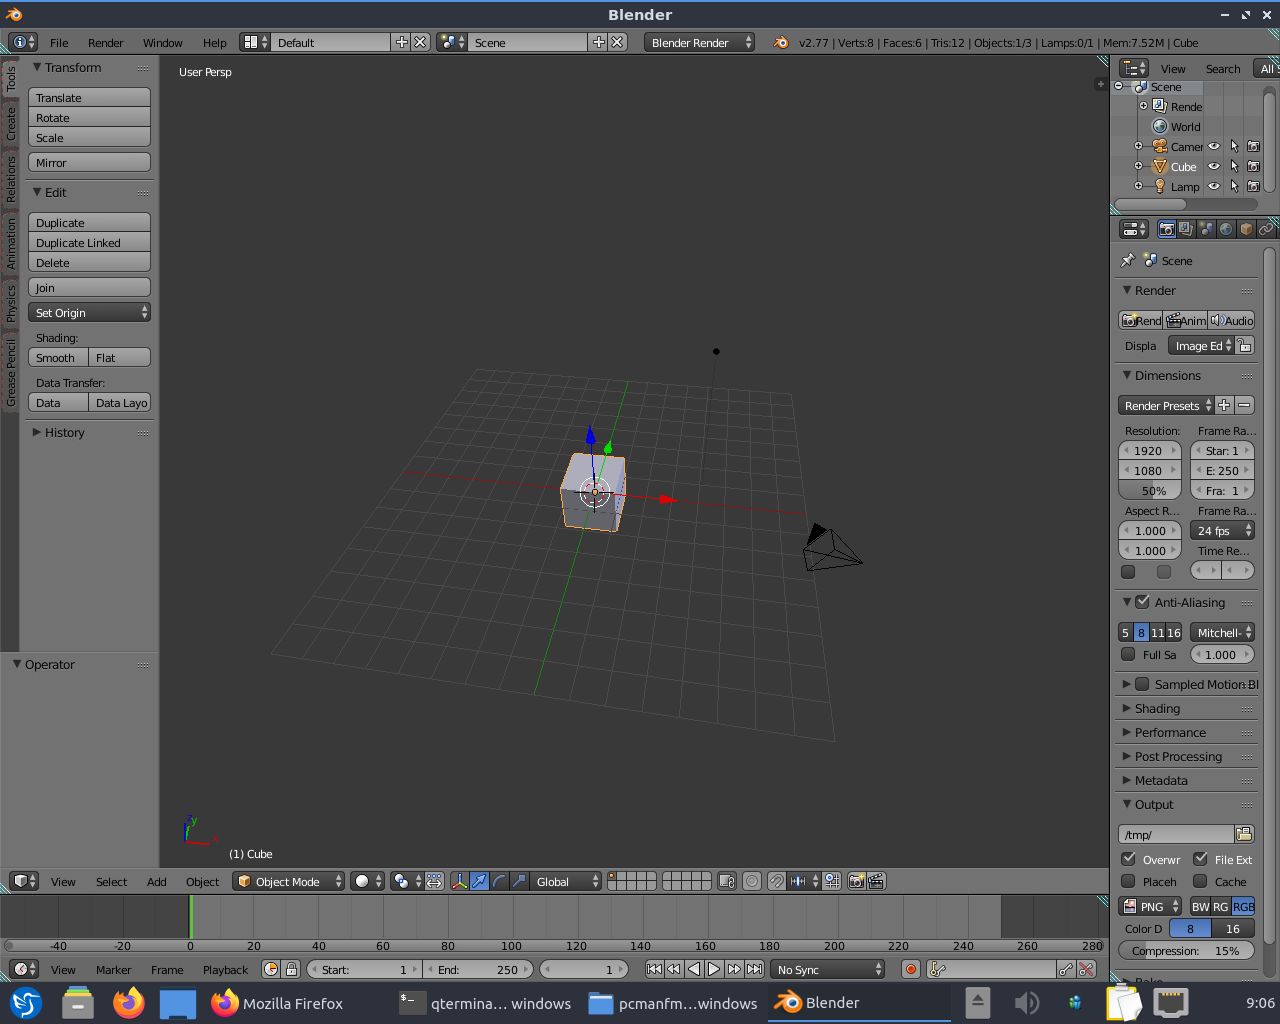 Blender
File Render Window Help Default Scene Blender Render v2.77 | Verts:8 | Faces:6 | Tris:12 | Objects:1/3 | Lamps:0/1 | Mem:7.52M | Cube
Tools
Create
Relations
Animation
Physics
Grease Pencil
Transform
Translate
Rotate
Scale
Mirror
Edit
Duplicate
Duplicate Linked
Delete
Join
Set Origin
Shading:
Smooth Flat
Data Transfer:
Data Data Layo
History
Operator
User Persp
z y
x
(1) Cube
View Search All
Scene
Rende
World
Camer
Cube
Lamp
Scene
Render
Rend Anim Audio
Displa Image Ed
Dimensions
Render Presets
Resolution: Frame Ra...
1920 Star: 1
1080 E: 250
50% Fra: 1
Aspect R... Frame Ra...
1.000 24 fps
1.000 Time Re...
Anti-Aliasing
5 8 11 16 Mitchell-
Full Sa 1.000
Sampled Motion Bl
Shading
Performance
Post Processing
Metadata
Output
/tmp/
Overwr File Ext
Placeh Cache
PNG BW RG RGB
Color D 8 16
Compression: 15%
View Select Add Object Object Mode Global
-40 -20 0 20 40 60 80 100 120 140 160 180 200 220 240 260 280
View Marker Frame Playback Start: 1 End: 250 1 No Sync
Mozilla Firefox qtermina... windows pcmanfm...windows Blender 9:06